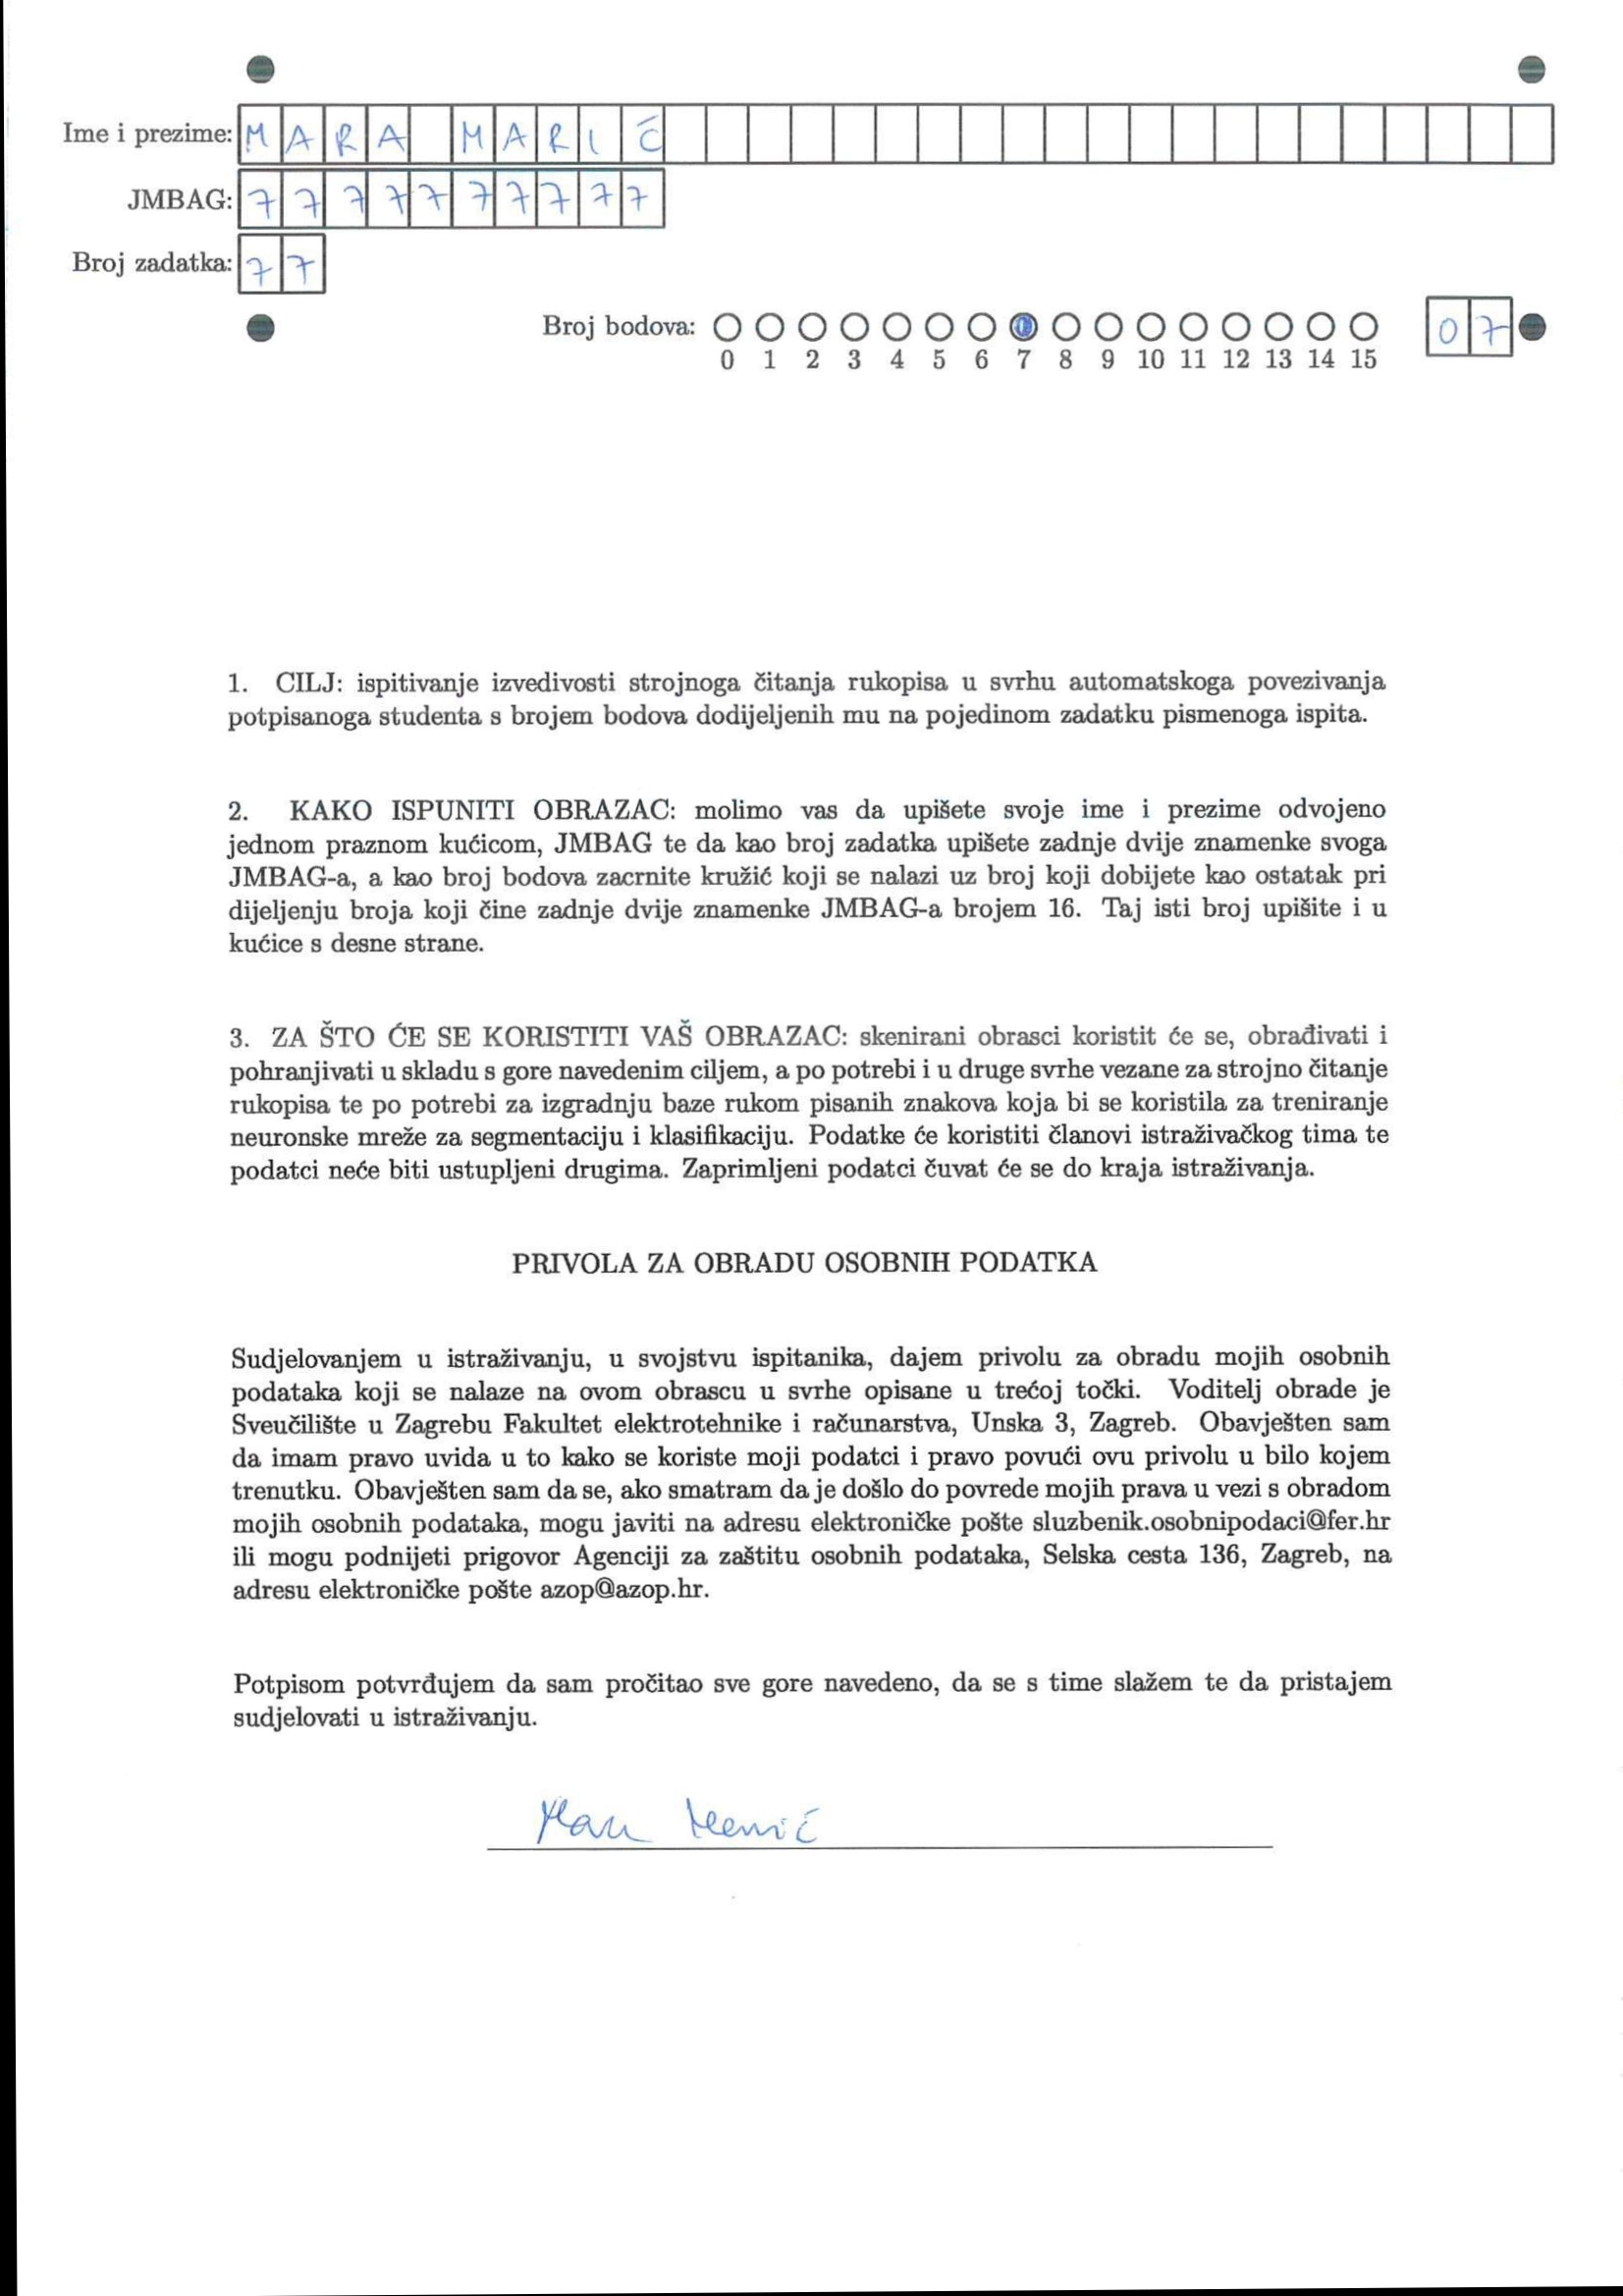 Ime i prezime: MARA MARIĆ
JMBAG: 7777777777
Broj zadatka: 77
Broj bodova: 07
0 1 2 3 4 5 6 7 8 9 10 11 12 13 14 15
1. CILJ: ispitivanje izvedivosti strojnoga čitanja rukopisa u svrhu automatskoga povezivanja
potpisanoga studenta s brojem bodova dodijeljenih mu na pojedinom zadatku pismenoga ispita.
2. KAKO ISPUNITI OBRAZAC: molimo vas da upišete svoje ime i prezime odvojeno
jednom praznom kućicom, JMBAG te da kao broj zadatka upišete zadnje dvije znamenke svoga
JMBAG-a, a kao broj bodova zacrnite kružić koji se nalazi uz broj koji dobijete kao ostatak pri
dijeljenju broja koji čine zadnje dvije znamenke JMBAG-a brojem 16. Taj isti broj upišite i u
kućice s desne strane.
3. ZA ŠTO ĆE SE KORISTITI VAŠ OBRAZAC: skenirani obrasci koristit će se, obrađivati i
pohranjivati u skladu s gore navedenim ciljem, a po potrebi i u druge svrhe vezane za strojno čitanje
rukopisa te po potrebi za izgradnju baze rukom pisanih znakova koja bi se koristila za treniranje
neuronske mreže za segmentaciju i klasifikaciju. Podatke će koristiti članovi istraživačkog tima te
podatci neće biti ustupljeni drugima. Zaprimljeni podatci čuvat će se do kraja istraživanja.
PRIVOLA ZA OBRADU OSOBNIH PODATKA
Sudjelovanjem u istraživanju, u svojstvu ispitanika, dajem privolu za obradu mojih osobnih
podataka koji se nalaze na ovom obrascu u svrhe opisane u trećoj točki. Voditelj obrade je
Sveučilište u Zagrebu Fakultet elektrotehnike i računarstva, Unska 3, Zagreb. Obavješten sam
da imam pravo uvida u to kako se koriste moji podatci i pravo povući ovu privolu u bilo kojem
trenutku. Obavješten sam da se, ako smatram da je došlo do povrede mojih prava u vezi s obradom
mojih osobnih podataka, mogu javiti na adresu elektroničke pošte sluzbenik.osobnipodaci@fer.hr
ili mogu podnijeti prigovor Agenciji za zaštitu osobnih podataka, Selska cesta 136, Zagreb, na
adresu elektroničke pošte azop@azop.hr.
Potpisom potvrđujem da sam pročitao sve gore navedeno, da se s time slažem te da pristajem
sudjelovati u istraživanju.